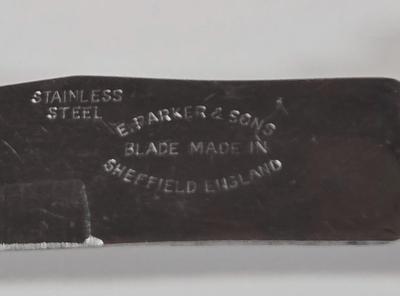 STAINLESS
STEEL
E. PARKER & SONS
BLADE MADE IN
SHEFFIELD ENGLAND